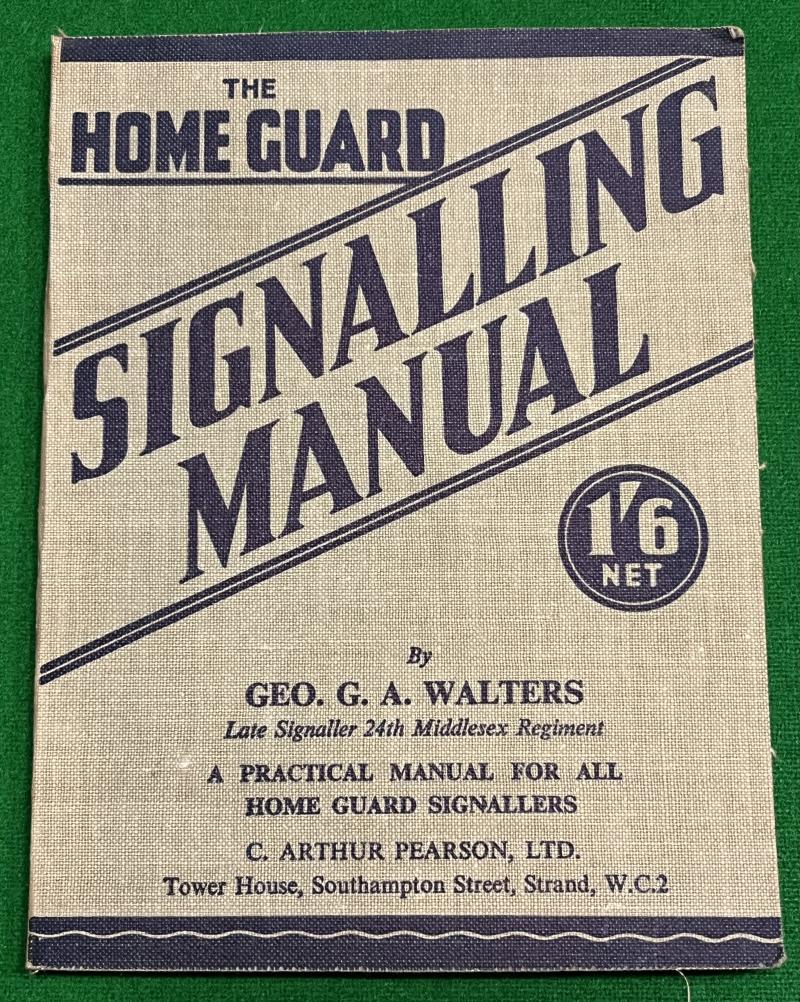 THE
HOME GUARD
SIGNALLING
MANUAL
1'6
NET
By
GEO. G. A. WALTERS
Late Signaller 24th Middlesex Regiment
A PRACTICAL MANUAL FOR ALL
HOME GUARD SIGNALLERS
C. ARTHUR PEARSON, LTD.
Tower House, Southampton Street, Strand, W.C.2